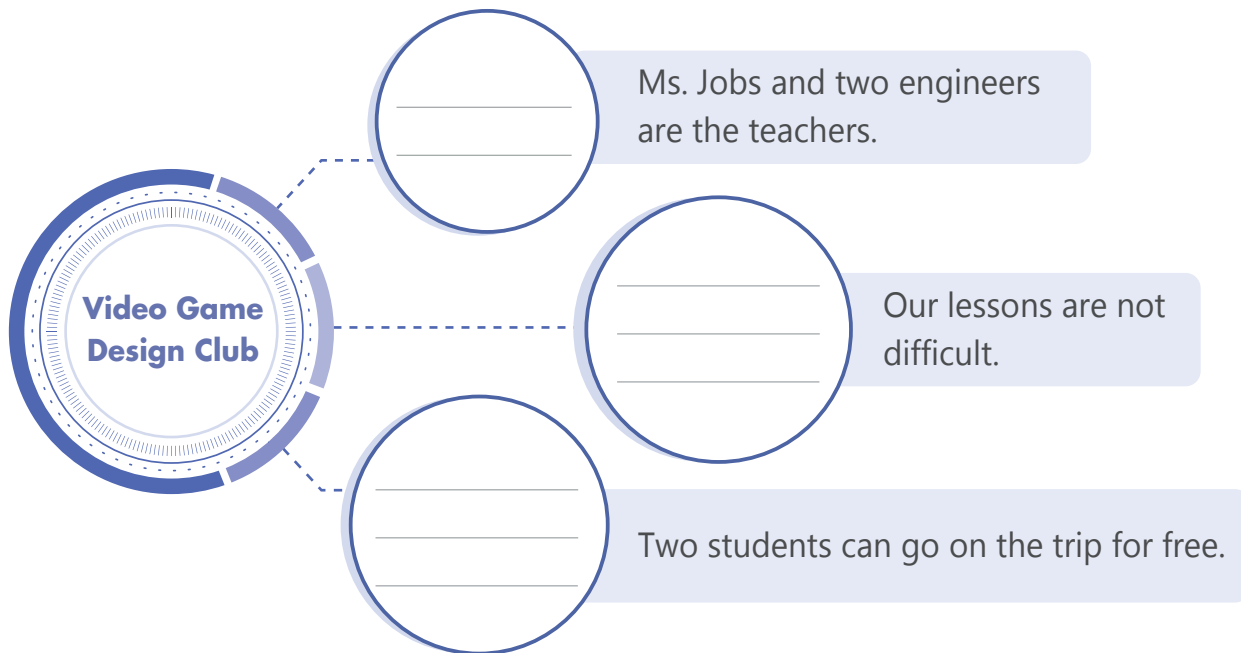 Video Game
Design Club
Ms. Jobs and two engineers
are the teachers.
Our lessons are not
difficult.
Two students can go on the trip for free.